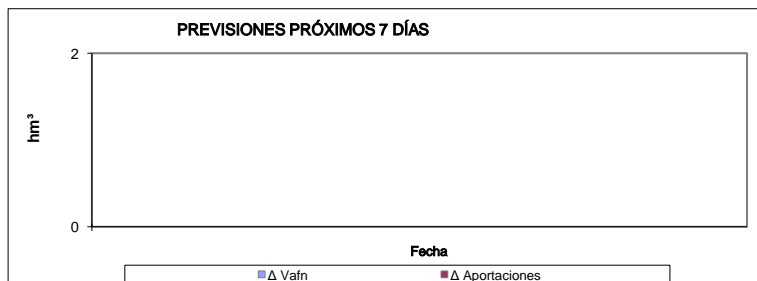 PREVISIONES PRÓXIMOS 7 DÍAS
2
hm³
0
Fecha
Δ Vafn Δ Aportaciones